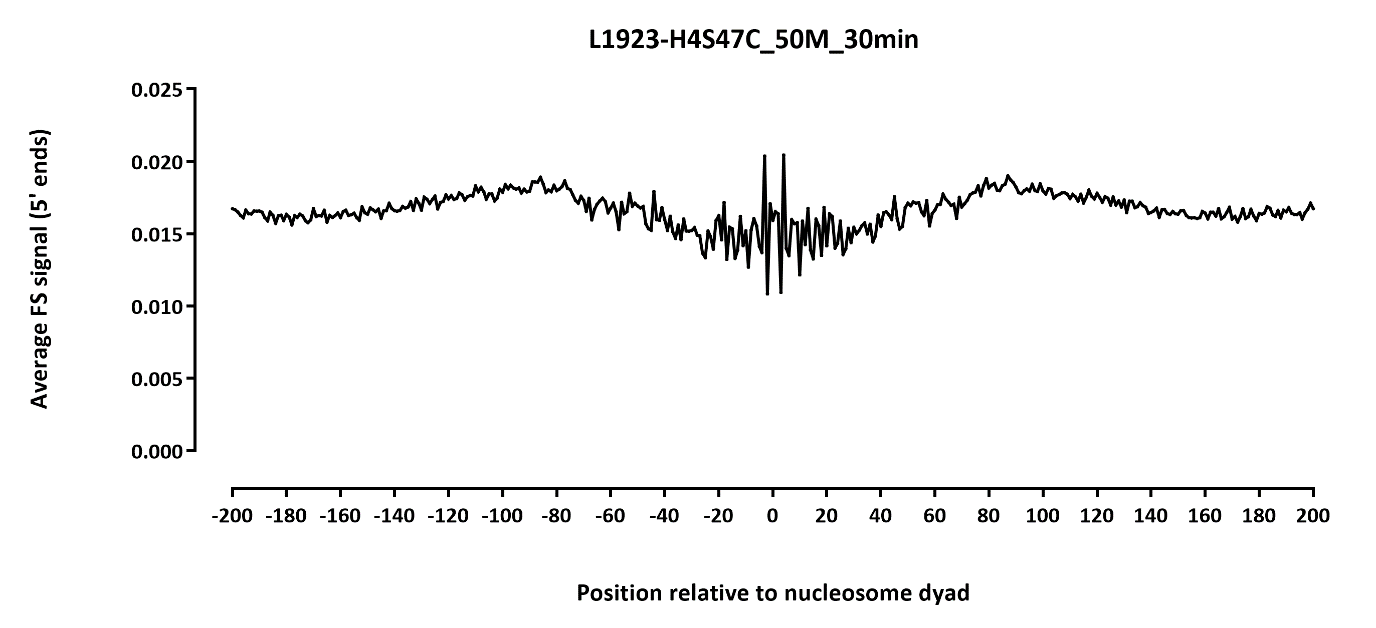 L1923-H4S47C_50M_30min
Average FS signal (5' ends)
0.025
0.020
0.015
0.010
0.005
0.000
-200 -180 -160 -140 -120 -100 -80 -60 -40 -20 0 20 40 60 80 100 120 140 160 180 200
Position relative to nucleosome dyad